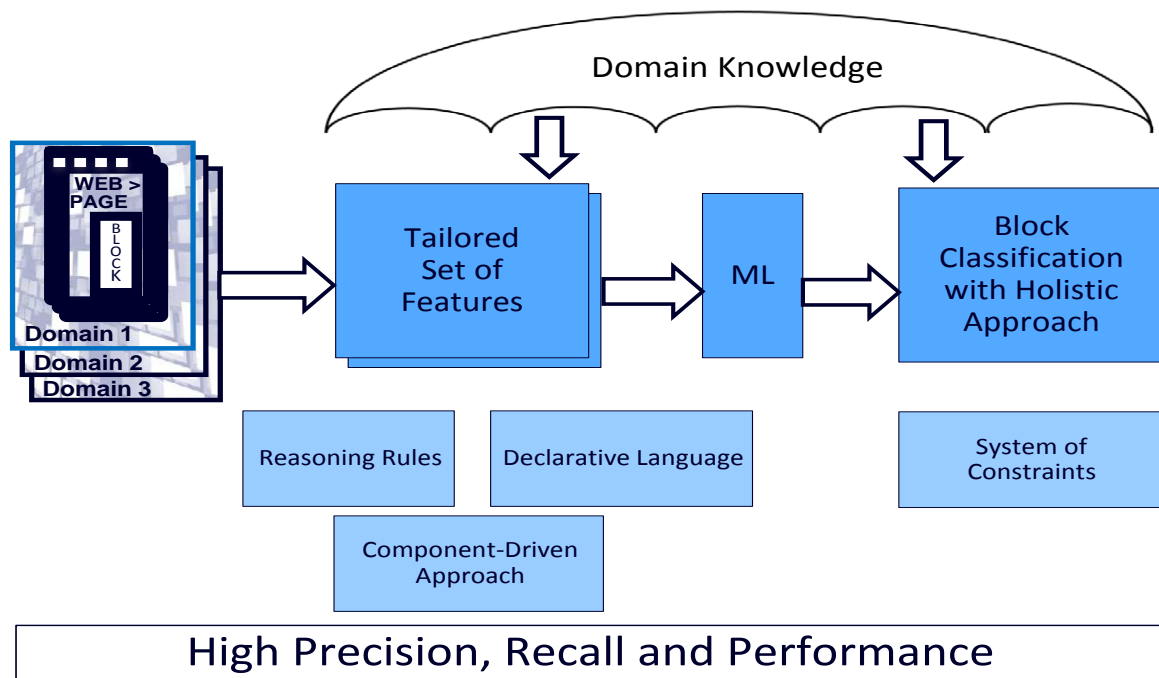 Domain Knowledge
WEB >
PAGE
BLOCK
Domain 1
Domain 2
Domain 3
Tailored
Set of
Features
ML
Block
Classification
with Holistic
Approach
Reasoning Rules
Declarative Language
System of
Constraints
Component-Driven
Approach
High Precision, Recall and Performance